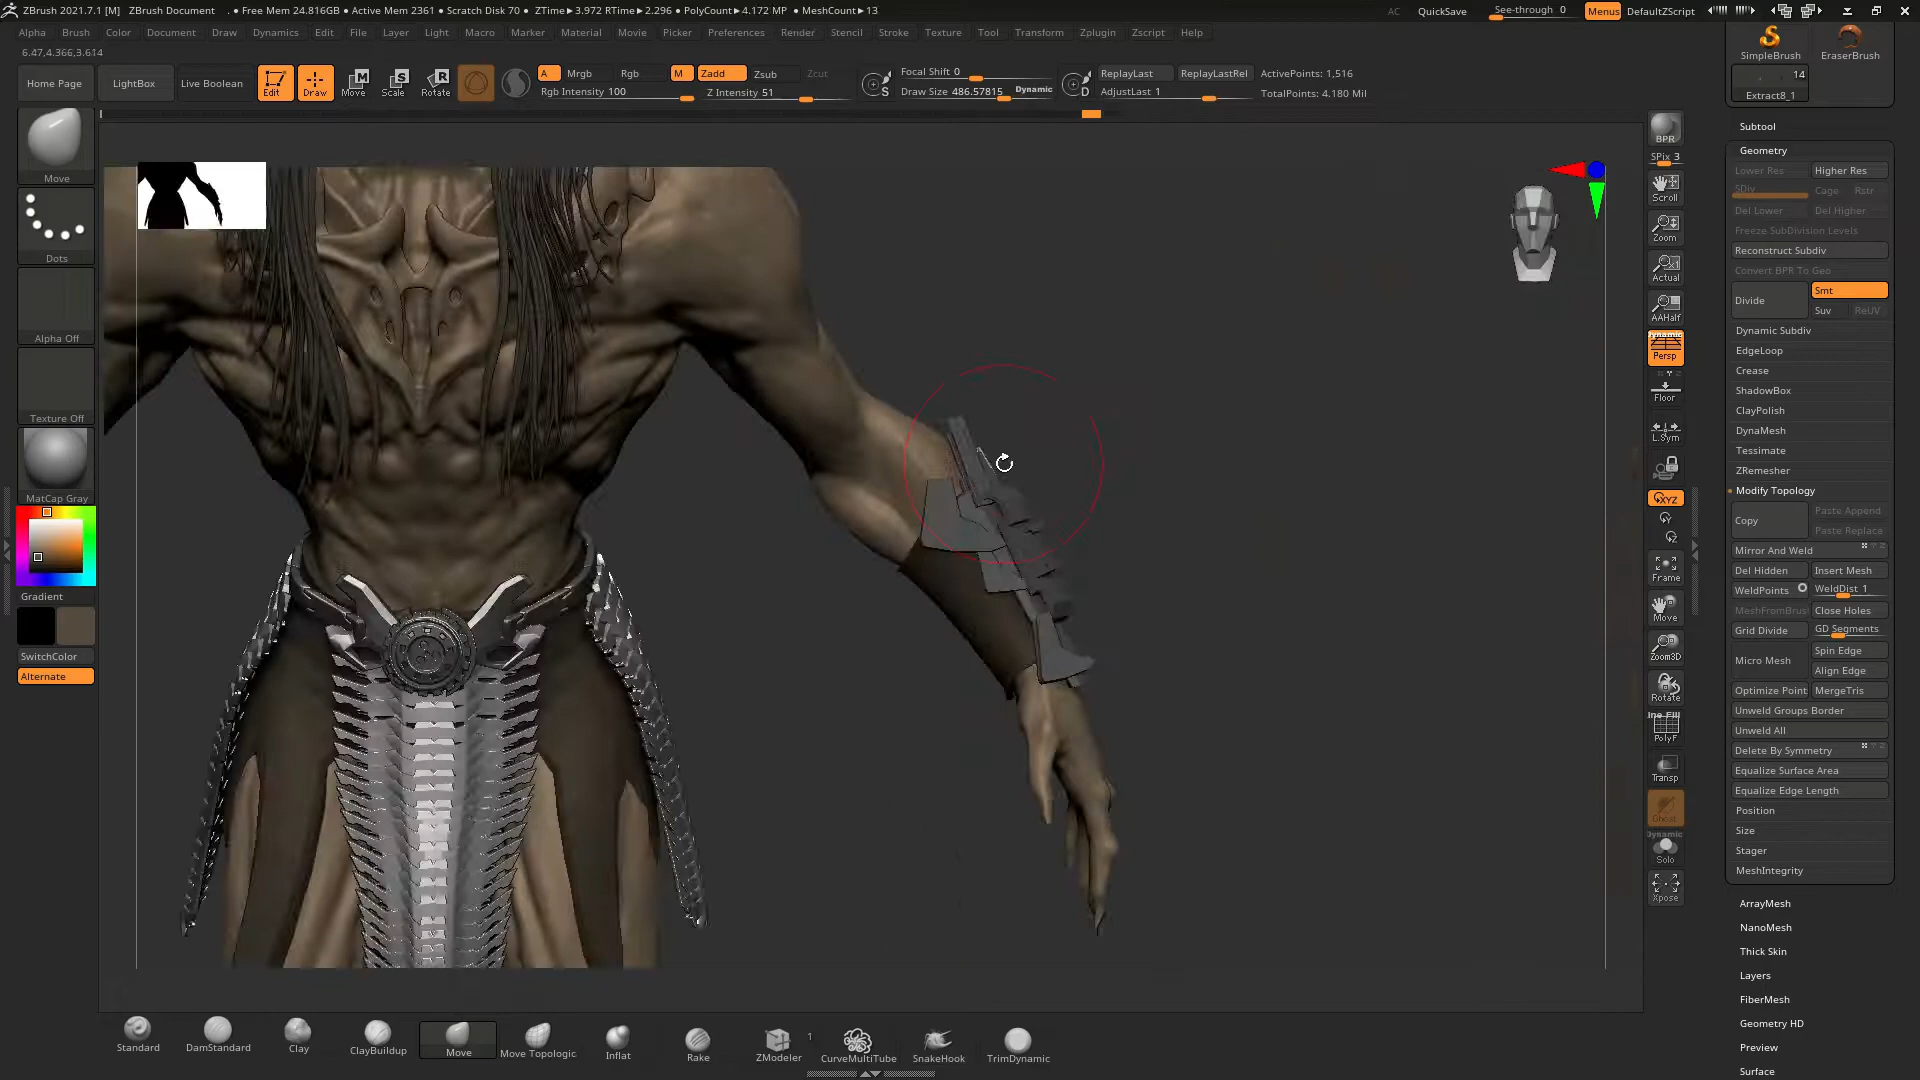 ZBrush 2021.7.1 [M] ZBrush Document . • Free Mem 24.816GB • Active Mem 2361 • Scratch Disk 70 • ZTime▸3.972 RTime▸2.296 • PolyCount▸4.172 MP • MeshCount▸13 AC QuickSave See-through 0 Menus DefaultZScript
Alpha Brush Color Document Draw Dynamics Edit File Layer Light Macro Marker Material Movie Picker Preferences Render Stencil Stroke Texture Tool Transform Zplugin Zscript Help
6.47,4.366,3.614
SimpleBrush EraserBrush
Home Page LightBox Live Boolean Edit Draw Move Scale Rotate
A Mrgb Rgb M Zadd Zsub Zcut
Rgb Intensity 100 Z Intensity 51
Focal Shift 0
Draw Size 486.57815 Dynamic
S
D
ReplayLast ReplayLastRel ActivePoints: 1,516
AdjustLast 1 TotalPoints: 4.180 Mil
14
Extract8_1
Move
Dots
Alpha Off
Texture Off
MatCap Gray
Gradient
SwitchColor
Alternate
BPR
SPix 3
Scroll
Zoom
Actual
AAHalf
Dynamic
Persp
Floor
L.Sym
XYZ
Y
Z
Frame
Move
Zoom3D
Rotate
Line Fill
PolyF
Transp
Ghost
Dynamic
Solo
Xpose
Subtool
Geometry
Lower Res Higher Res
SDiv Cage Rstr
Del Lower Del Higher
Freeze SubDivision Levels
Reconstruct Subdiv
Convert BPR To Geo
Divide Smt
Suv ReUV
Dynamic Subdiv
EdgeLoop
Crease
ShadowBox
ClayPolish
DynaMesh
Tessimate
ZRemesher
Modify Topology
Copy Paste Append
Paste Replace
Mirror And Weld
Del Hidden Insert Mesh
WeldPoints WeldDist 1
MeshFromBrus Close Holes
Grid Divide GD Segments
Micro Mesh Spin Edge
Align Edge
Optimize Point MergeTris
Unweld Groups Border
Unweld All
Delete By Symmetry
Equalize Surface Area
Equalize Edge Length
Position
Size
Stager
MeshIntegrity
ArrayMesh
NanoMesh
Thick Skin
Layers
FiberMesh
Geometry HD
Preview
Surface
Standard DamStandard Clay ClayBuildup Move Move Topologic Inflat Rake ZModeler 1 CurveMultiTube SnakeHook TrimDynamic